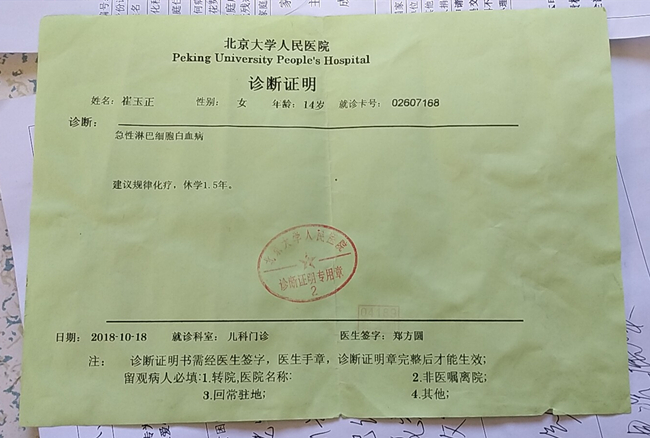 北京大学人民医院
Peking University People's Hospital
诊断证明
姓名：崔玉正 性别： 女 年龄：14岁 就诊卡号： 02607168
诊断：
急性淋巴细胞白血病
建议规律化疗，休学1.5年。
北京大学人民医院
诊断证明专用章
2
日期： 2018-10-18 就诊科室：儿科门诊 医生签字：郑方圆
注： 诊断证明书需经医生签字，医生手章，诊断证明章完整后才能生效；
留观病人必填：1.转院，医院名称： 2.非医嘱离院；
3.回常驻地； 4.其他；